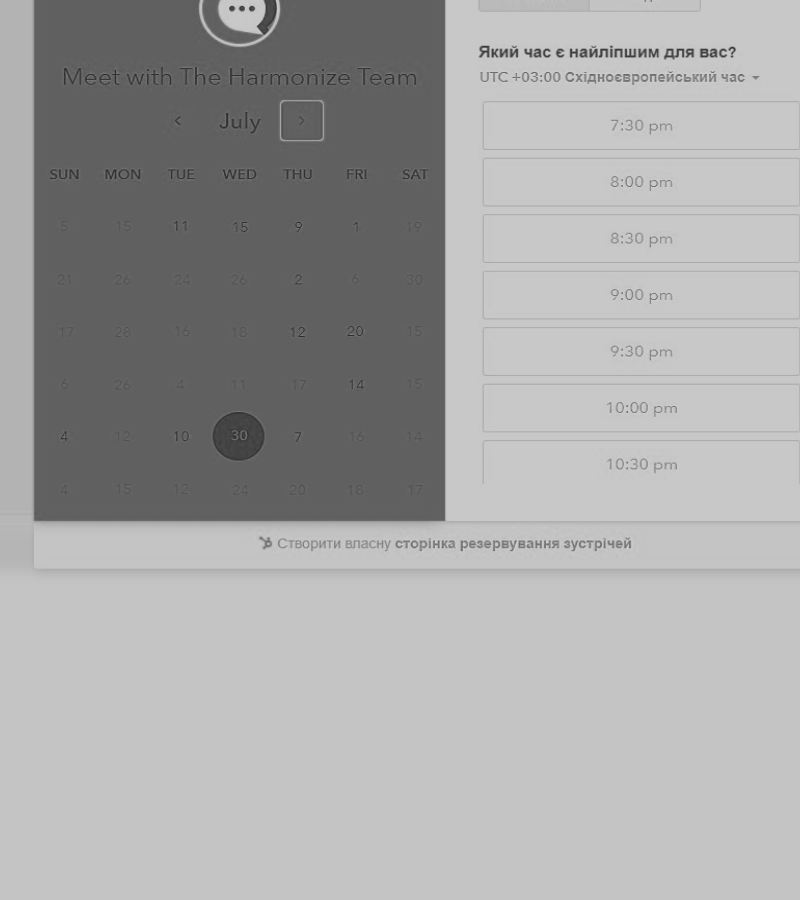 Meet with The Harmonize Team
July
SUN MON TUE WED THU FRI SAT
5 15 11 15 9 1 19
21 26 24 26 2 6 30
17 28 16 18 12 20 15
6 26 4 11 17 14 15
4 12 10 30 7 16 14
4 15 12 24 20 18 17
Який час є найліпшим для вас?
UTC +03:00 Східноєвропейський час
7:30 pm
8:00 pm
8:30 pm
9:00 pm
9:30 pm
10:00 pm
10:30 pm
Створити власну сторінка резервування зустрічей